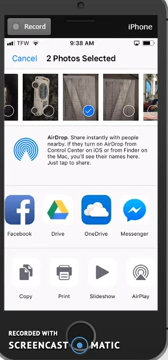 Record
iPhone
TFW
9:38 AM
Cancel
2 Photos Selected
AirDrop. Share instantly with people
nearby. If they turn on AirDrop from
Control Center on iOS or from Finder on
the Mac, you'll see their names here.
Just tap to share.
Facebook
Drive
OneDrive
Messenger
Copy
Print
Slideshow
AirPlay
RECORDED WITH
SCREENCAST MATIC